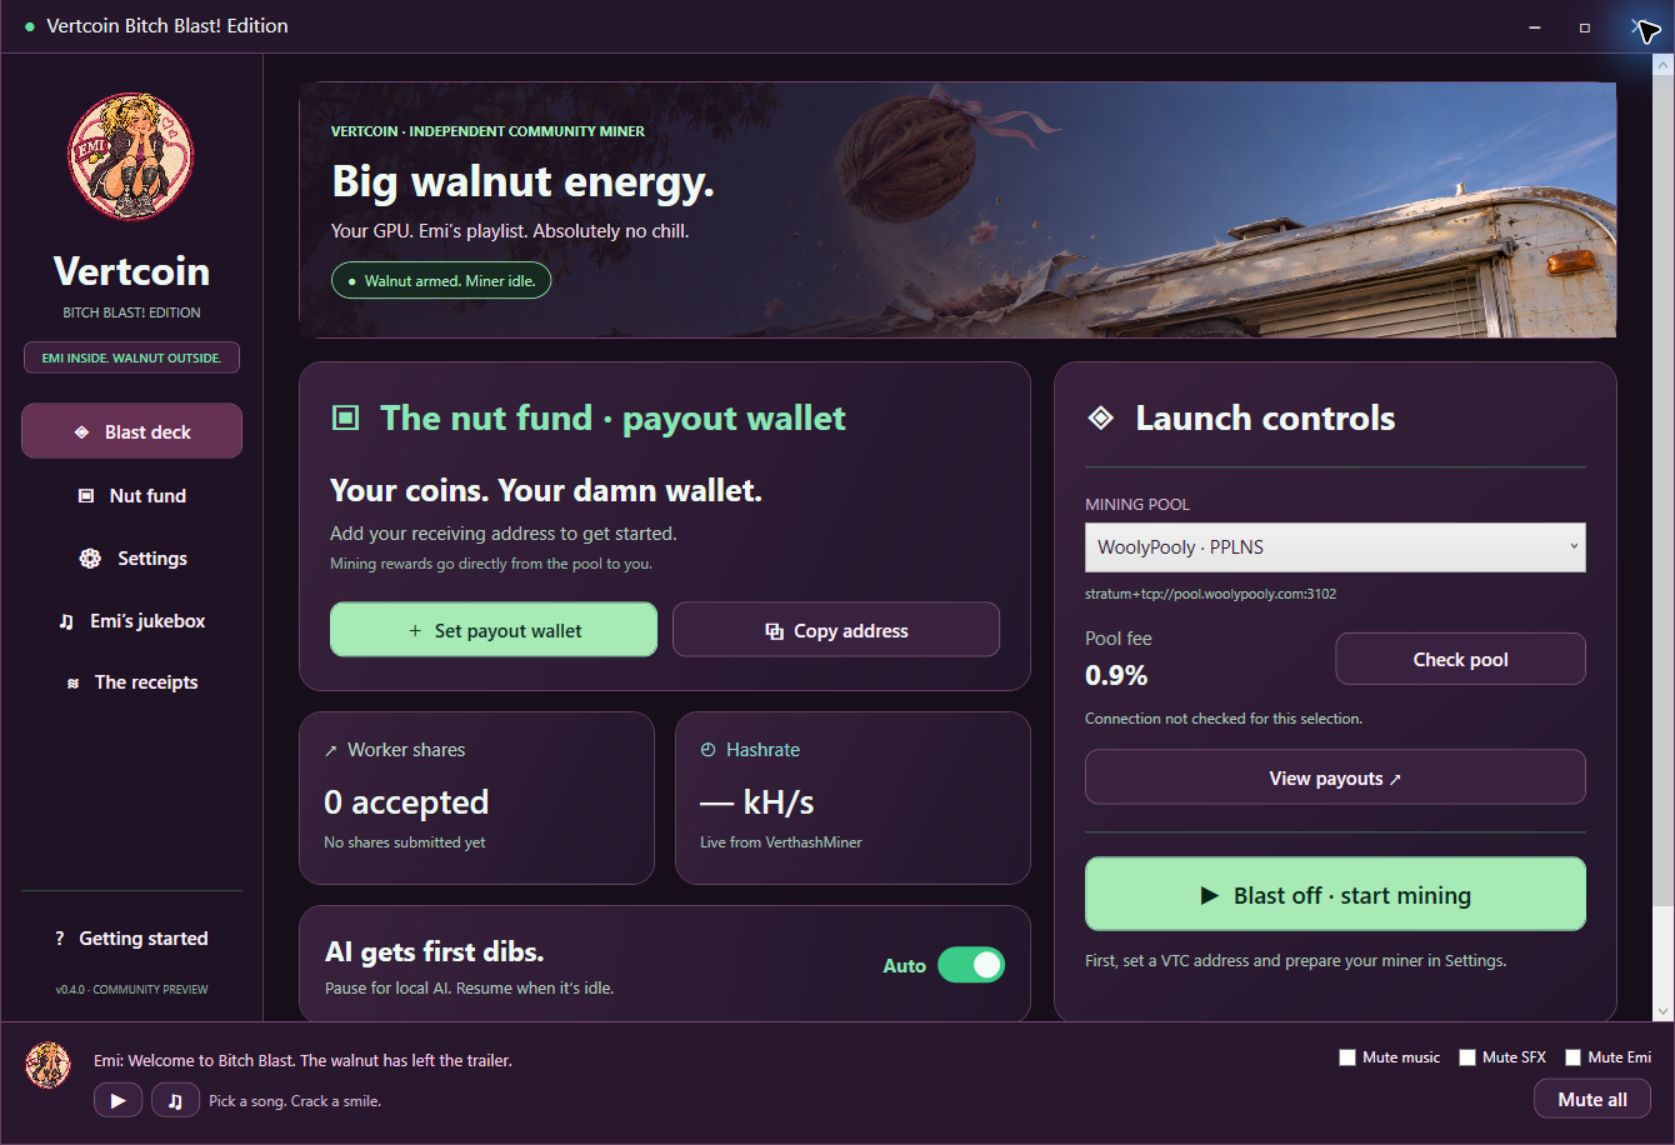 Vertcoin Bitch Blast! Edition
EMI
Vertcoin
BITCH BLAST! EDITION
EMI INSIDE. WALNUT OUTSIDE.
Blast deck
Nut fund
Settings
Emi's jukebox
The receipts
? Getting started
v0.4.0 · COMMUNITY PREVIEW
VERTCOIN · INDEPENDENT COMMUNITY MINER
Big walnut energy.
Your GPU. Emi's playlist. Absolutely no chill.
Walnut armed. Miner idle.
The nut fund · payout wallet
Your coins. Your damn wallet.
Add your receiving address to get started.
Mining rewards go directly from the pool to you.
+ Set payout wallet
Copy address
Worker shares
0 accepted
No shares submitted yet
Hashrate
— kH/s
Live from VerthashMiner
AI gets first dibs.
Pause for local AI. Resume when it's idle.
Auto
Launch controls
MINING POOL
WoolyPooly · PPLNS
stratum+tcp://pool.woolypooly.com:3102
Pool fee
0.9%
Check pool
Connection not checked for this selection.
View payouts ↗
Blast off · start mining
First, set a VTC address and prepare your miner in Settings.
Emi: Welcome to Bitch Blast. The walnut has left the trailer.
Pick a song. Crack a smile.
Mute music
Mute SFX
Mute Emi
Mute all